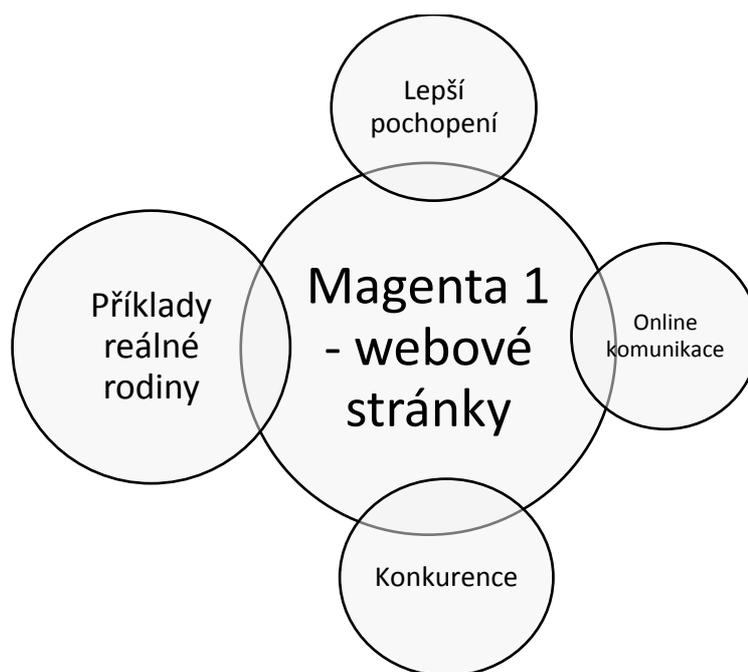 Lepší
pochopení
Magenta 1
- webové
stránky
Příklady
reálné
rodiny
Online
komunikace
Konkurence